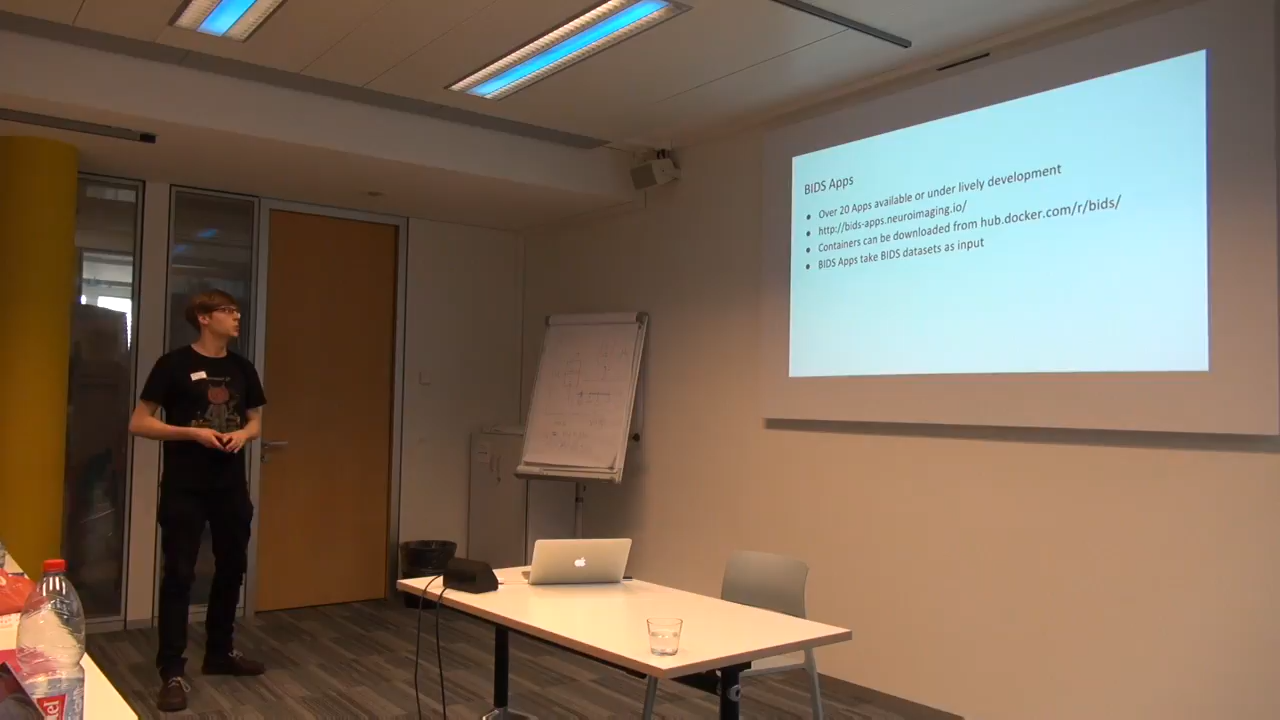 BIDS Apps
● Over 20 Apps available or under lively development
● http://bids-apps.neuroimaging.io/
● Containers can be downloaded from hub.docker.com/r/bids/
● BIDS Apps take BIDS datasets as input